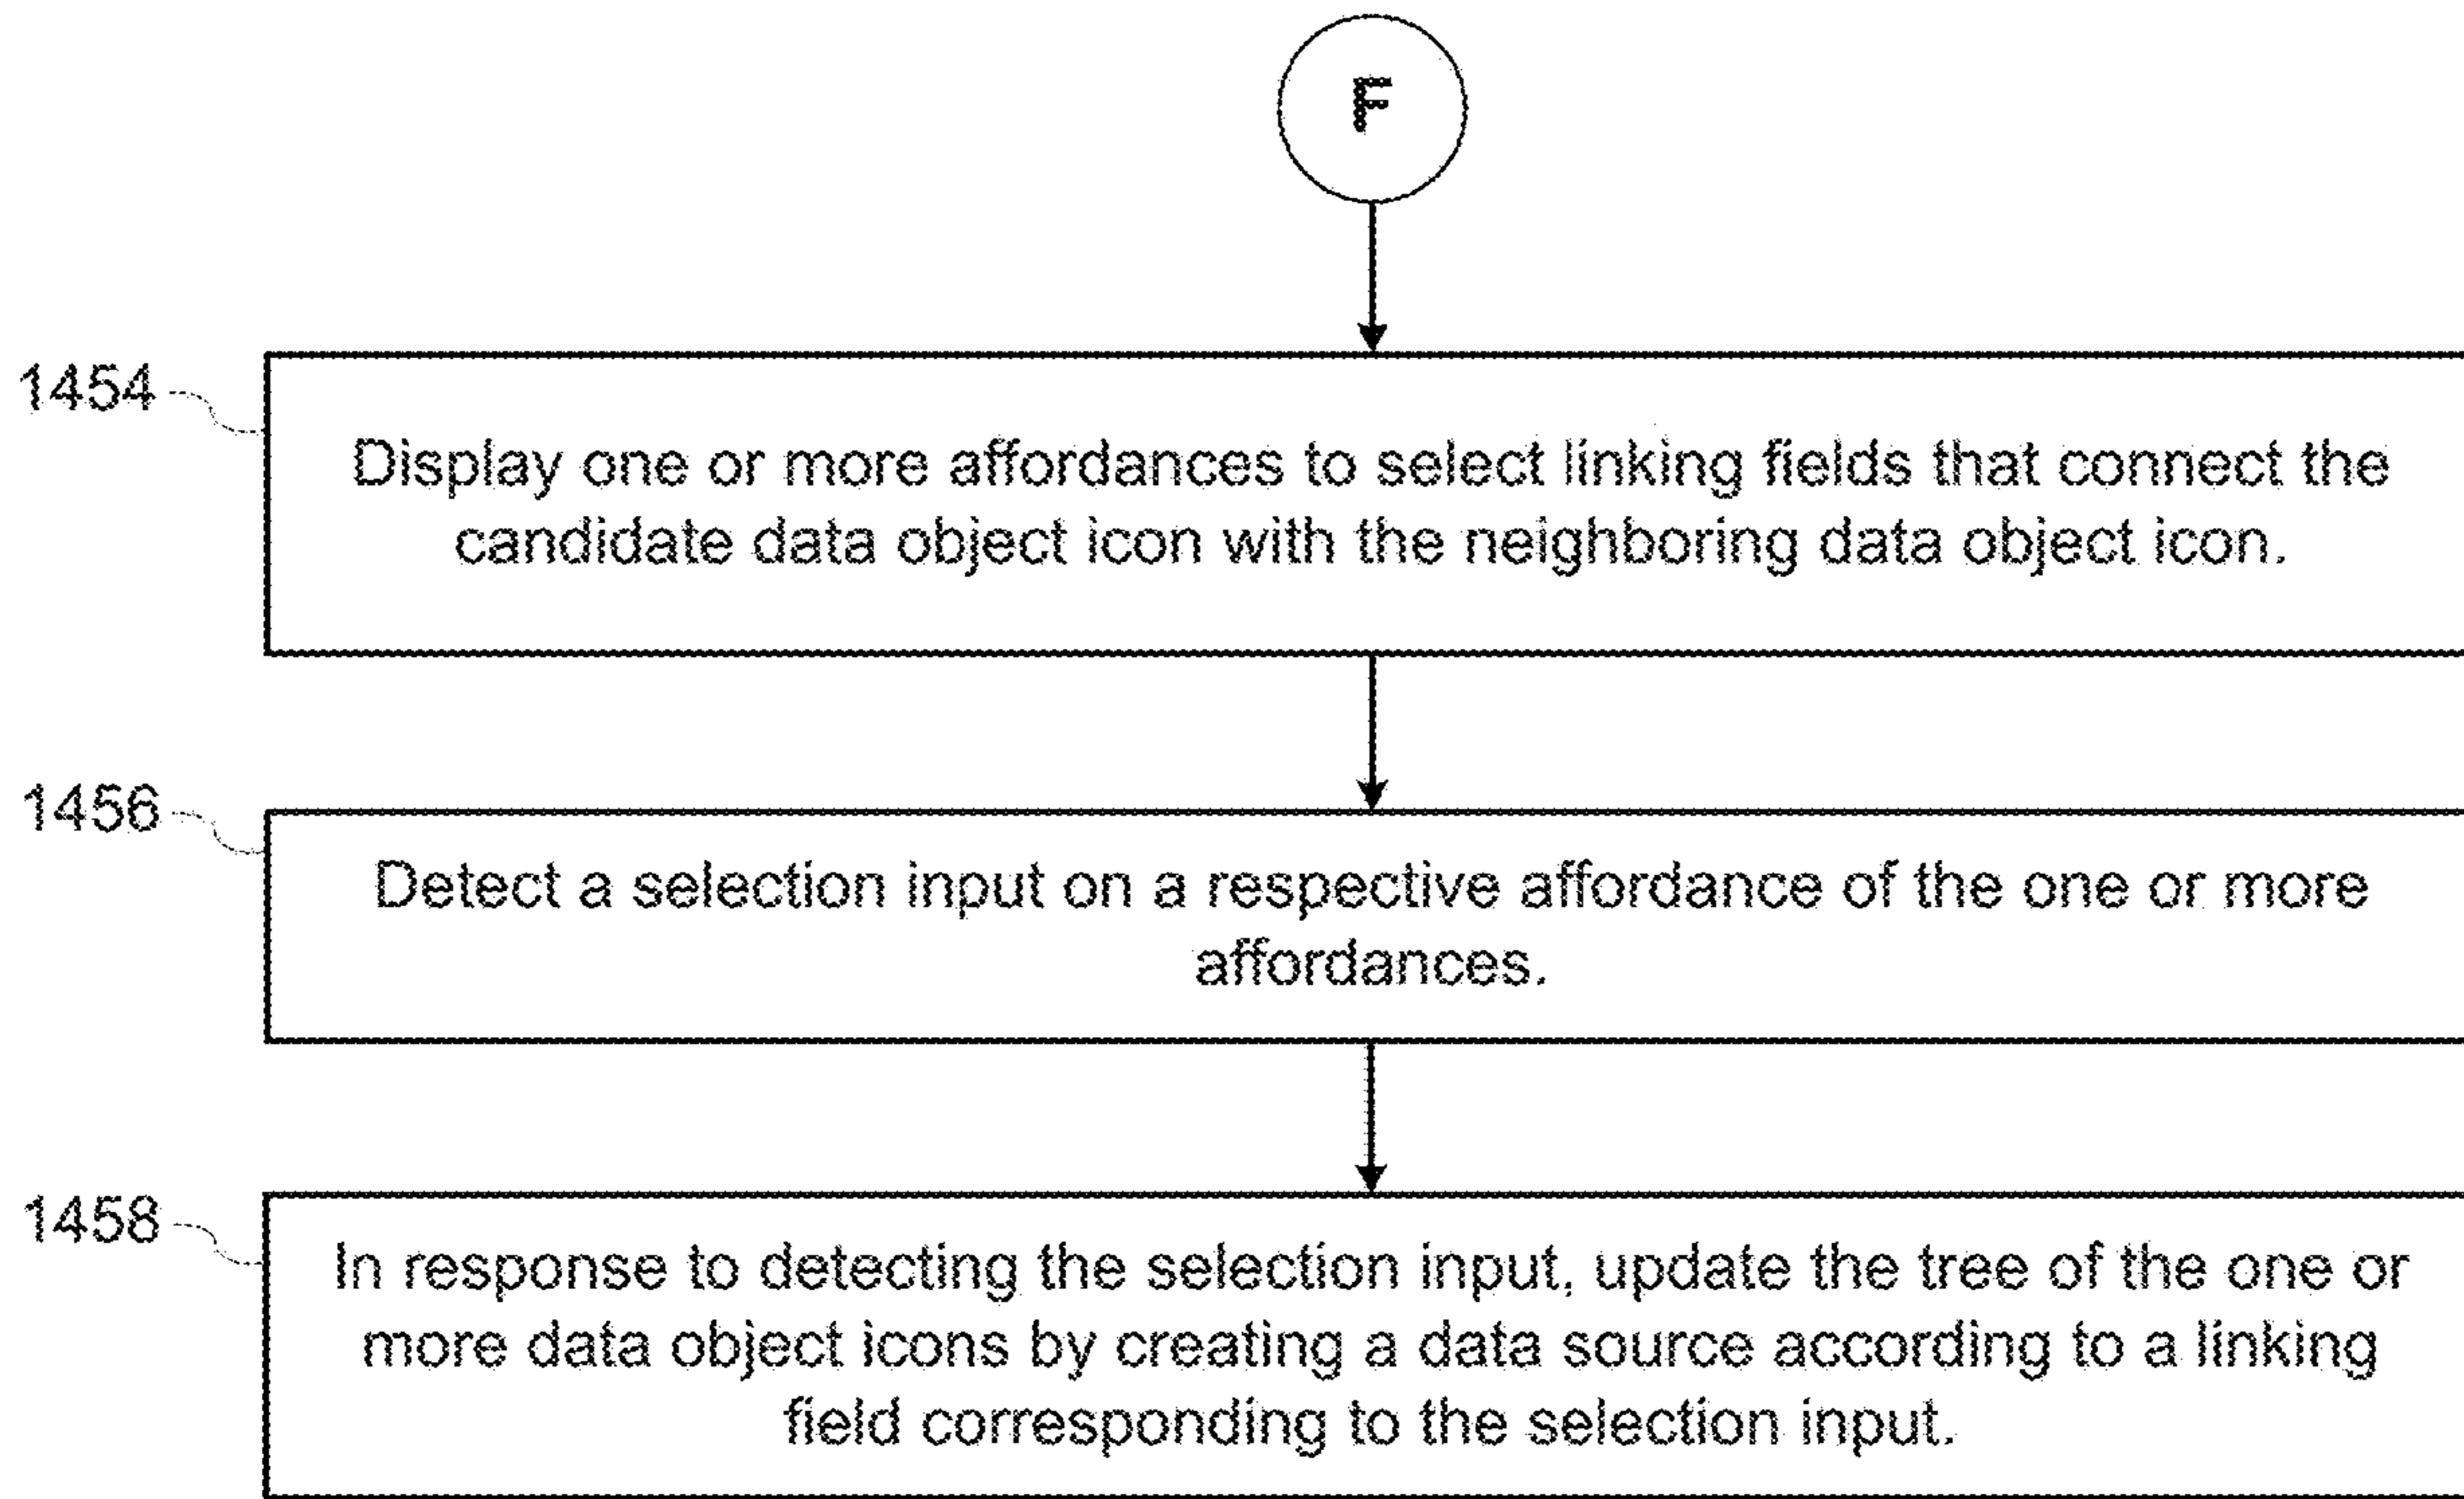 F
1454
Display one or more affordances to select linking fields that connect the
candidate data object icon with the neighboring data object icon.
1456
Detect a selection input on a respective affordance of the one or more
affordances.
1458
In response to detecting the selection input, update the tree of the one or
more data object icons by creating a data source according to a linking
field corresponding to the selection input.